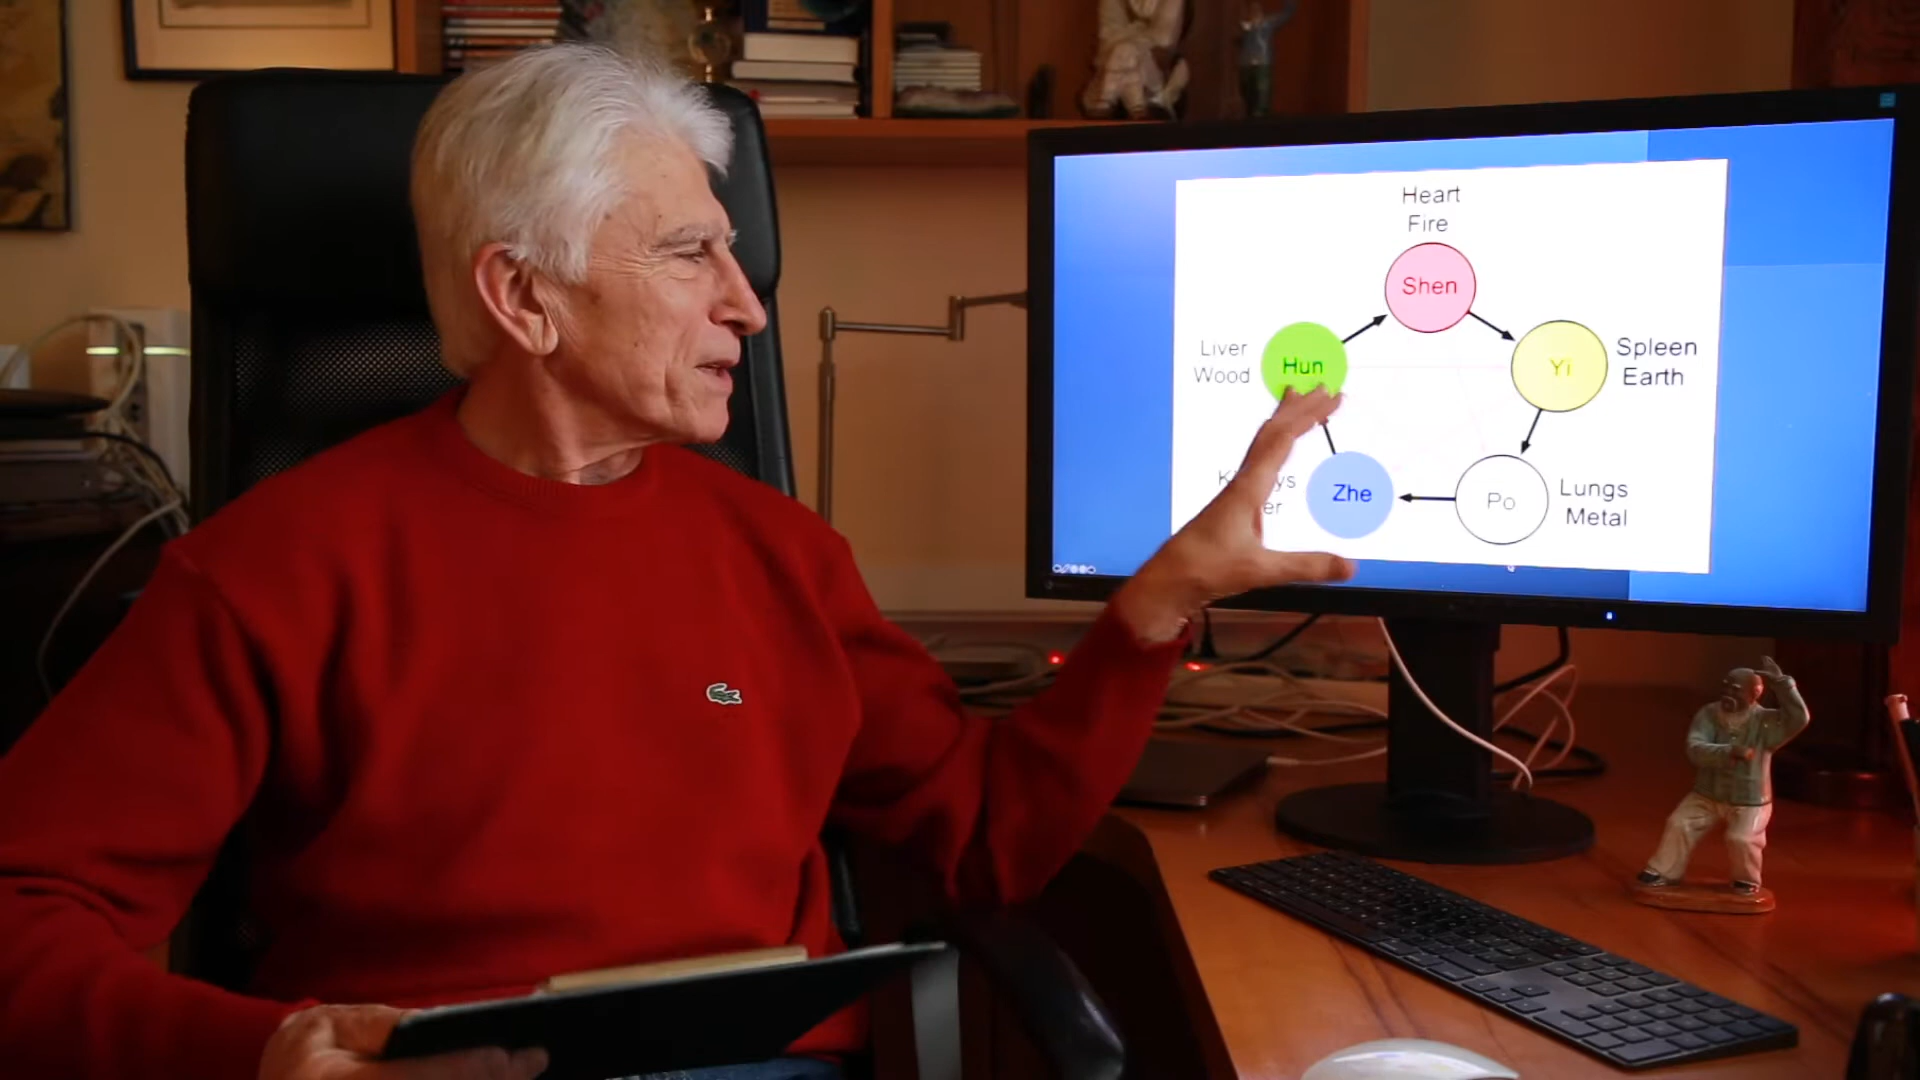 Heart
Fire
Shen
Liver
Wood
Hun
Yi
Spleen
Earth
Zhe
Po
Lungs
Metal